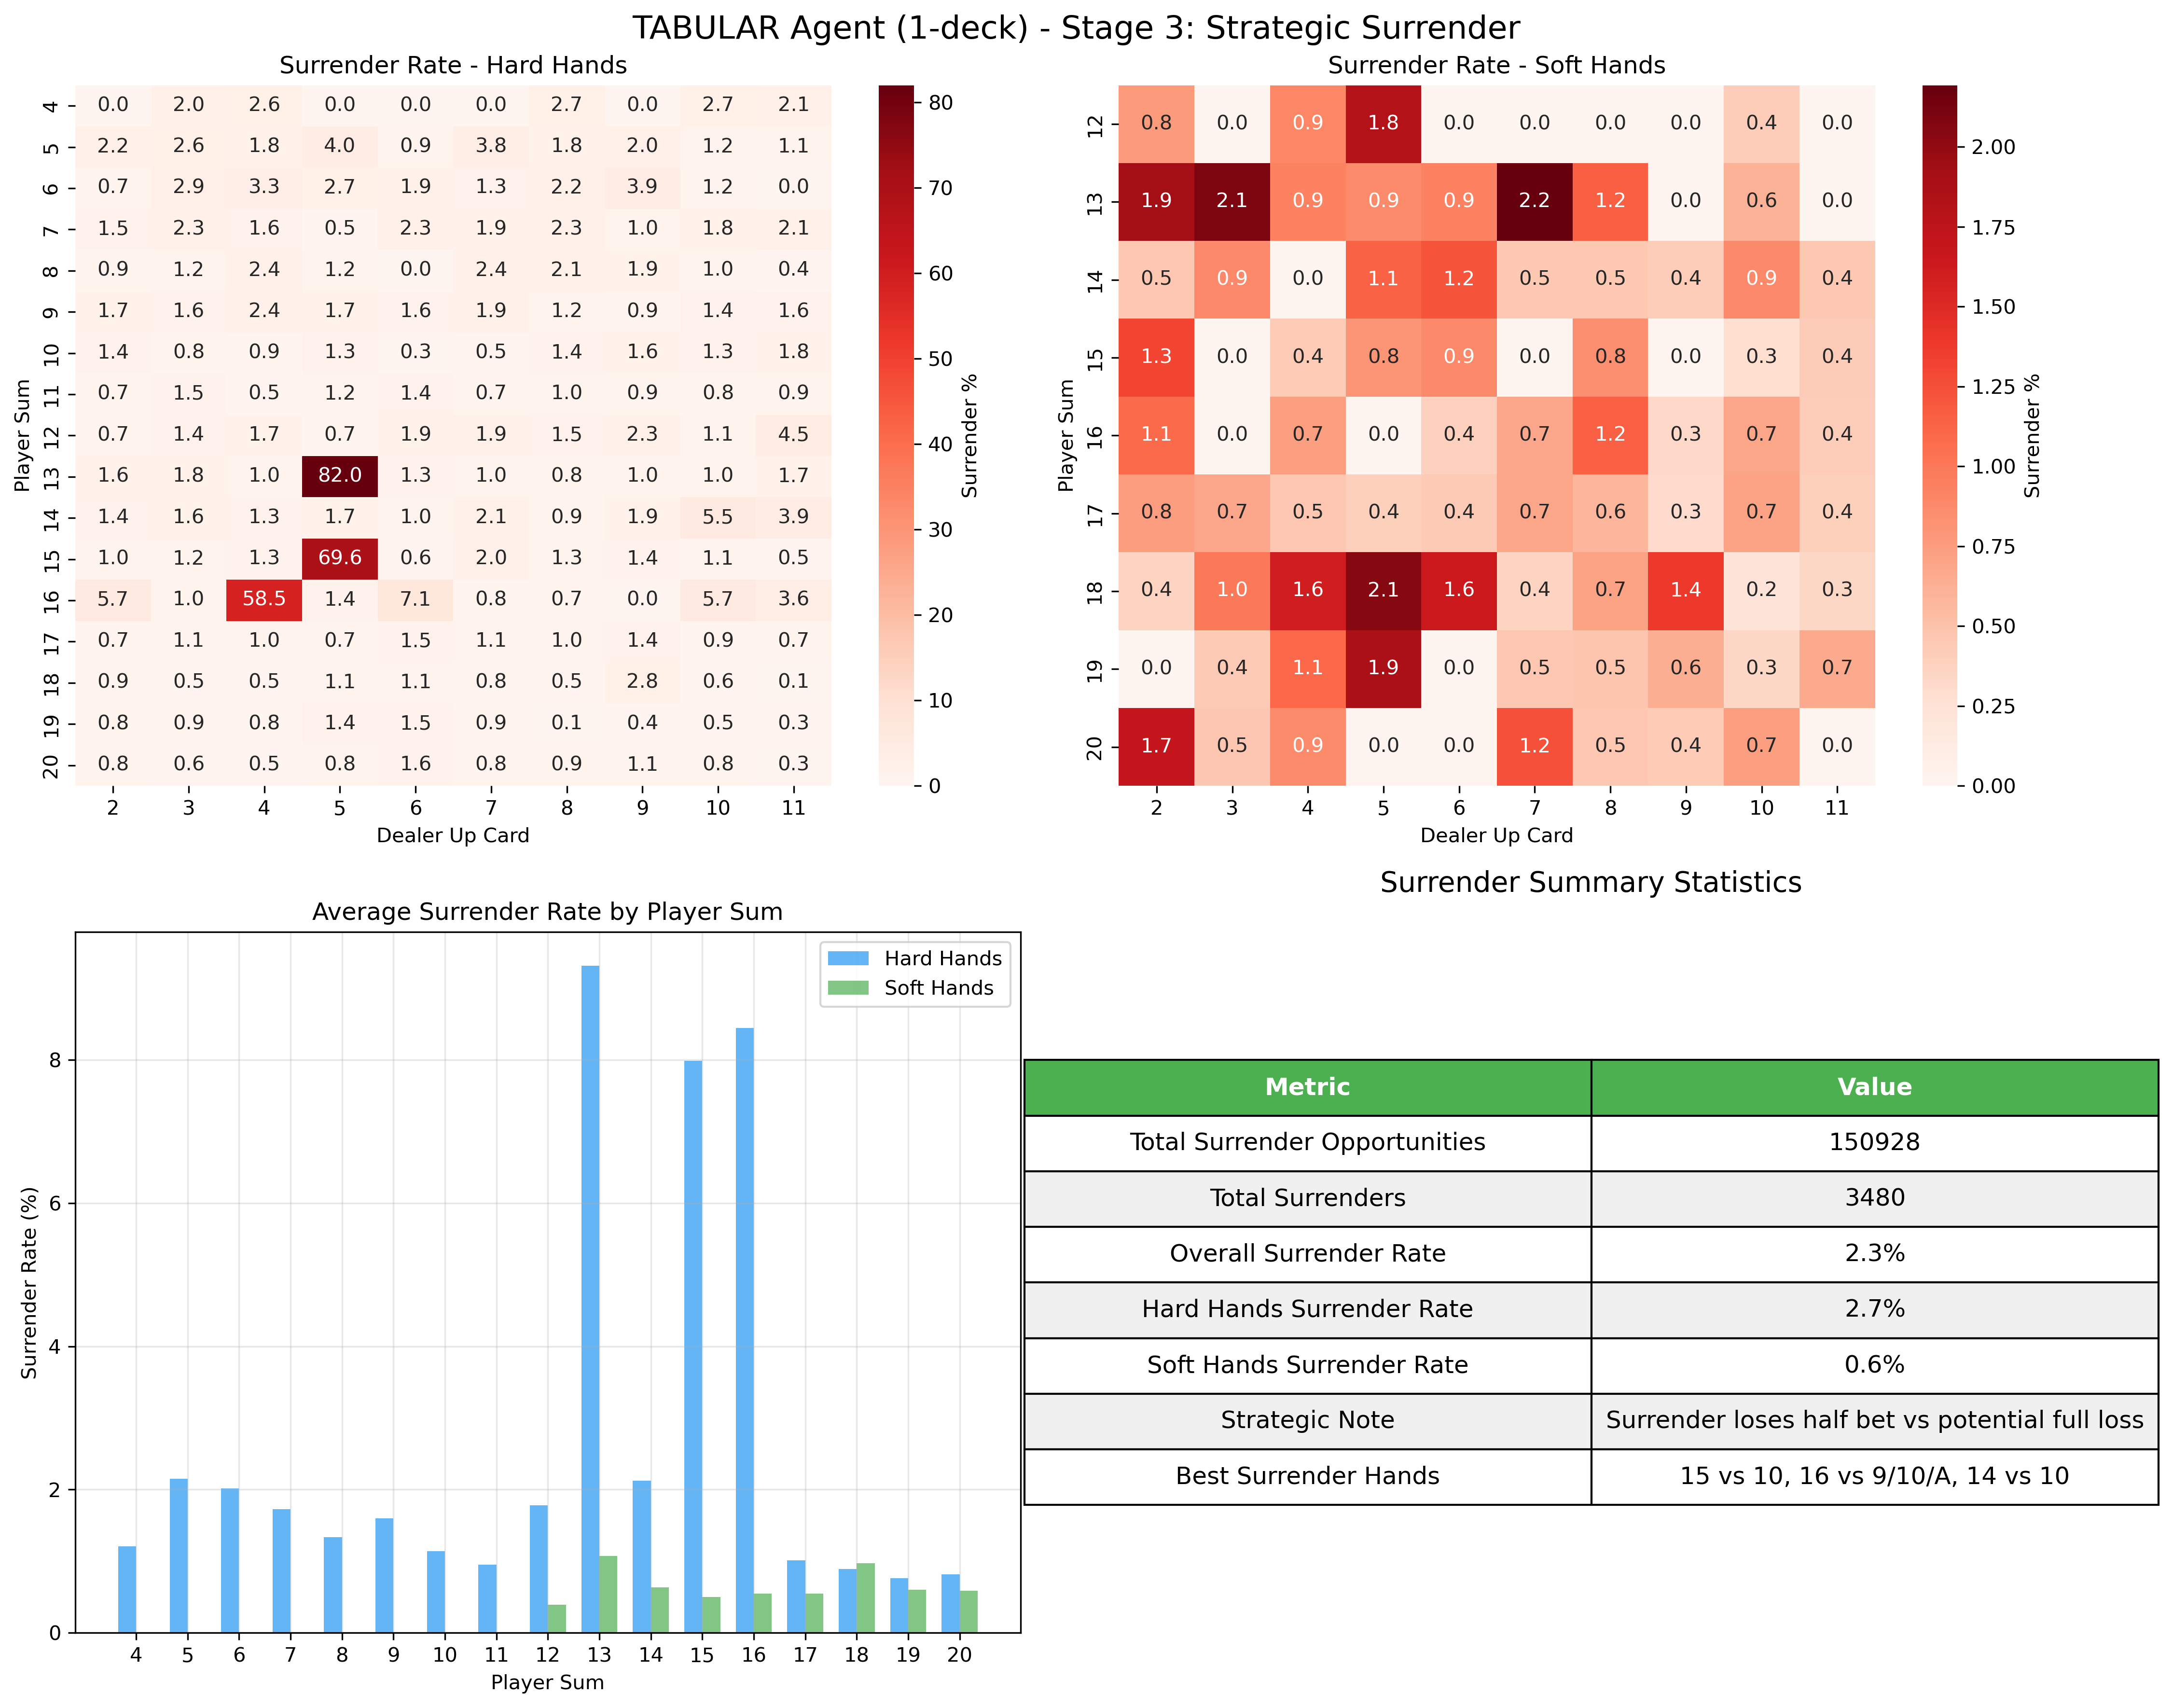 TABULAR Agent (1-deck) - Stage 3: Strategic Surrender
Surrender Rate - Hard Hands
4 0.0 2.0 2.6 0.0 0.0 0.0 2.7 0.0 2.7 2.1
5 2.2 2.6 1.8 4.0 0.9 3.8 1.8 2.0 1.2 1.1
6 0.7 2.9 3.3 2.7 1.9 1.3 2.2 3.9 1.2 0.0
7 1.5 2.3 1.6 0.5 2.3 1.9 2.3 1.0 1.8 2.1
8 0.9 1.2 2.4 1.2 0.0 2.4 2.1 1.9 1.0 0.4
9 1.7 1.6 2.4 1.7 1.6 1.9 1.2 0.9 1.4 1.6
10 1.4 0.8 0.9 1.3 0.3 0.5 1.4 1.6 1.3 1.8
11 0.7 1.5 0.5 1.2 1.4 0.7 1.0 0.9 0.8 0.9
12 0.7 1.4 1.7 0.7 1.9 1.9 1.5 2.3 1.1 4.5
13 1.6 1.8 1.0 82.0 1.3 1.0 0.8 1.0 1.0 1.7
14 1.4 1.6 1.3 1.7 1.0 2.1 0.9 1.9 5.5 3.9
15 1.0 1.2 1.3 69.6 0.6 2.0 1.3 1.4 1.1 0.5
16 5.7 1.0 58.5 1.4 7.1 0.8 0.7 0.0 5.7 3.6
17 0.7 1.1 1.0 0.7 1.5 1.1 1.0 1.4 0.9 0.7
18 0.9 0.5 0.5 1.1 1.1 0.8 0.5 2.8 0.6 0.1
19 0.8 0.9 0.8 1.4 1.5 0.9 0.1 0.4 0.5 0.3
20 0.8 0.6 0.5 0.8 1.6 0.8 0.9 1.1 0.8 0.3
2 3 4 5 6 7 8 9 10 11
Dealer Up Card
Player Sum
80
70
60
50
40
30
20
10
0
Surrender %
Surrender Rate - Soft Hands
12 0.8 0.0 0.9 1.8 0.0 0.0 0.0 0.0 0.4 0.0
13 1.9 2.1 0.9 0.9 0.9 2.2 1.2 0.0 0.6 0.0
14 0.5 0.9 0.0 1.1 1.2 0.5 0.5 0.4 0.9 0.4
15 1.3 0.0 0.4 0.8 0.9 0.0 0.8 0.0 0.3 0.4
16 1.1 0.0 0.7 0.0 0.4 0.7 1.2 0.3 0.7 0.4
17 0.8 0.7 0.5 0.4 0.4 0.7 0.6 0.3 0.7 0.4
18 0.4 1.0 1.6 2.1 1.6 0.4 0.7 1.4 0.2 0.3
19 0.0 0.4 1.1 1.9 0.0 0.5 0.5 0.6 0.3 0.7
20 1.7 0.5 0.9 0.0 0.0 1.2 0.5 0.4 0.7 0.0
2 3 4 5 6 7 8 9 10 11
Dealer Up Card
Player Sum
2.00
1.75
1.50
1.25
1.00
0.75
0.50
0.25
0.00
Surrender %
Average Surrender Rate by Player Sum
Hard Hands
Soft Hands
8
6
4
2
0
Surrender Rate (%)
4 5 6 7 8 9 10 11 12 13 14 15 16 17 18 19 20
Player Sum
Surrender Summary Statistics
Metric Value
Total Surrender Opportunities 150928
Total Surrenders 3480
Overall Surrender Rate 2.3%
Hard Hands Surrender Rate 2.7%
Soft Hands Surrender Rate 0.6%
Strategic Note Surrender loses half bet vs potential full loss
Best Surrender Hands 15 vs 10, 16 vs 9/10/A, 14 vs 10